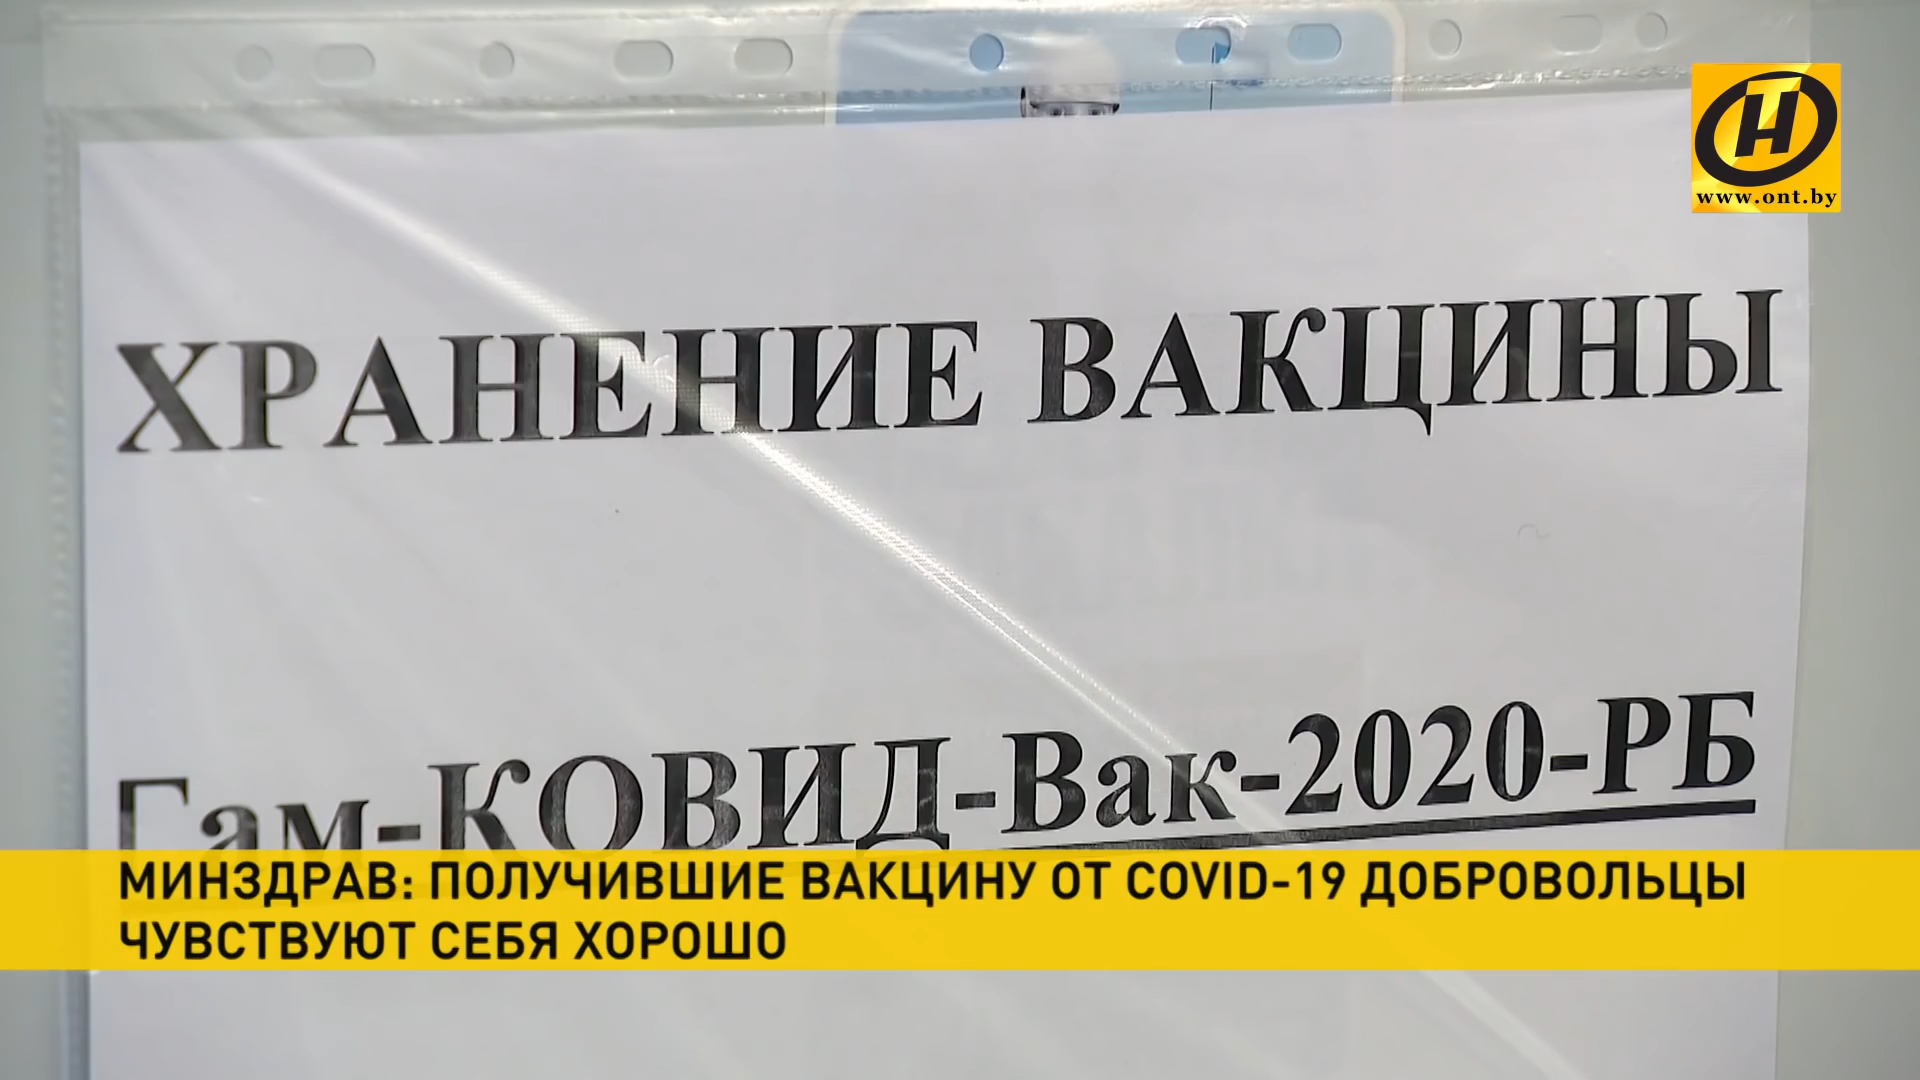 www.ont.by
ХРАНЕНИЕ ВАКЦИНЫ
Гам-КОВИД-Вак-2020-РБ
МИНЗДРАВ: ПОЛУЧИВШИЕ ВАКЦИНУ ОТ COVID-19 ДОБРОВОЛЬЦЫ
ЧУВСТВУЮТ СЕБЯ ХОРОШО